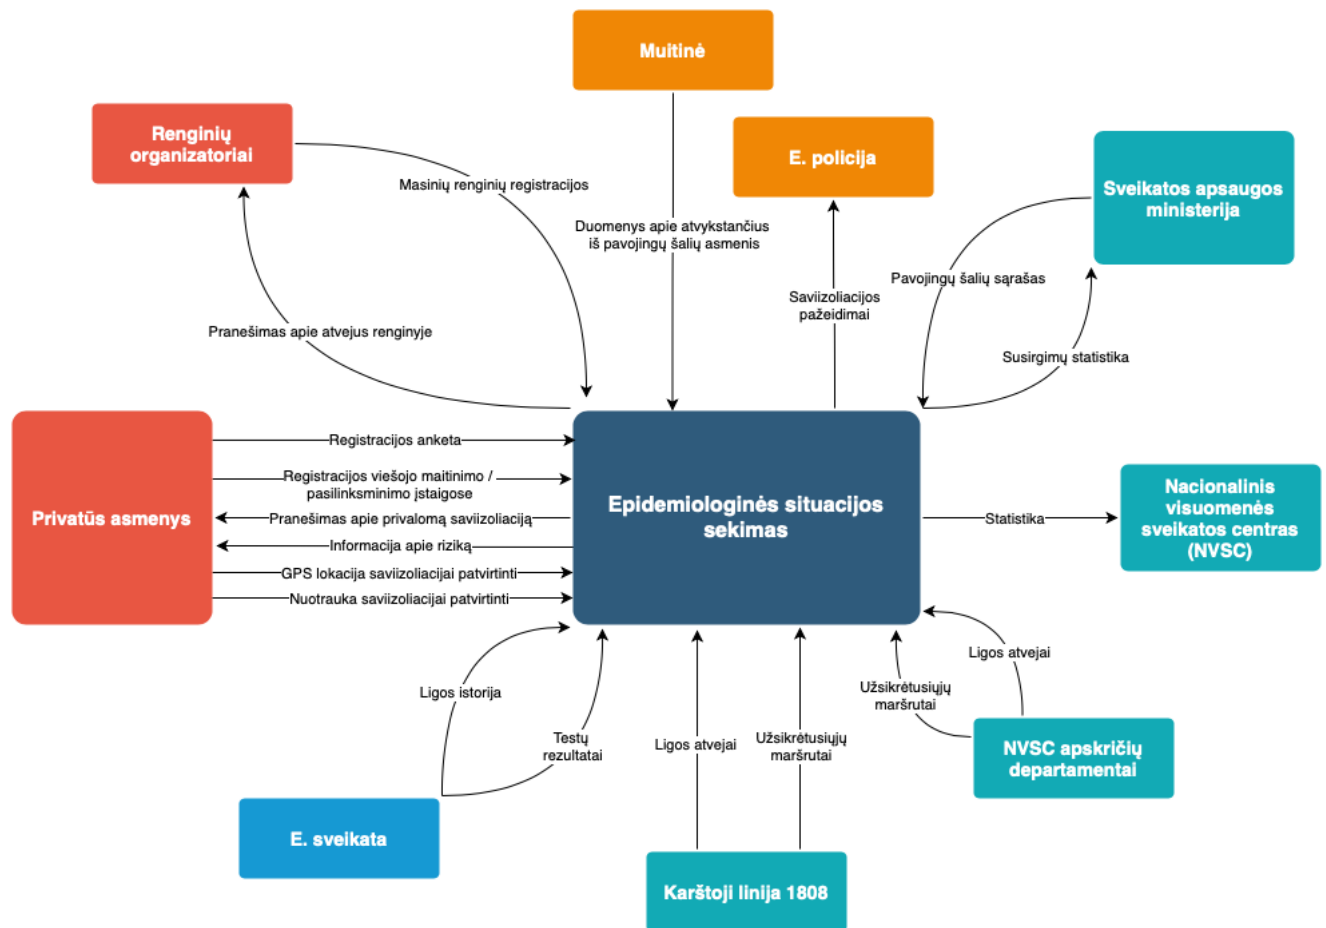 Muitinė
Renginių
organizatoriai
E. policija
Sveikatos apsaugos
ministerija
Masinių renginių registracijos
Duomenys apie atvykstančius
iš pavojingų šalių asmenis
Pavojingų šalių sąrašas
Saviizoliacijos
pažeidimai
Pranešimas apie atvejus renginyje
Susirgimų statistika
Privatūs asmenys
Registracijos anketa
Registracijos viešojo maitinimo /
pasilinksminimo įstaigose
Pranešimas apie privalomą saviizoliaciją
Informacija apie riziką
GPS lokacija saviizoliacijai patvirtinti
Nuotrauka saviizoliacijai patvirtinti
Epidemiologinės situacijos
sekimas
Statistika
Nacionalinis
visuomenės
sveikatos centras
(NVSC)
Ligos istorija
Testų
rezultatai
Ligos atvejai
Užsikrėtusiųjų
maršrutai
Užsikrėtusiųjų
maršrutai
Ligos atvejai
NVSC apskričių
departamentai
E. sveikata
Karštoji linija 1808